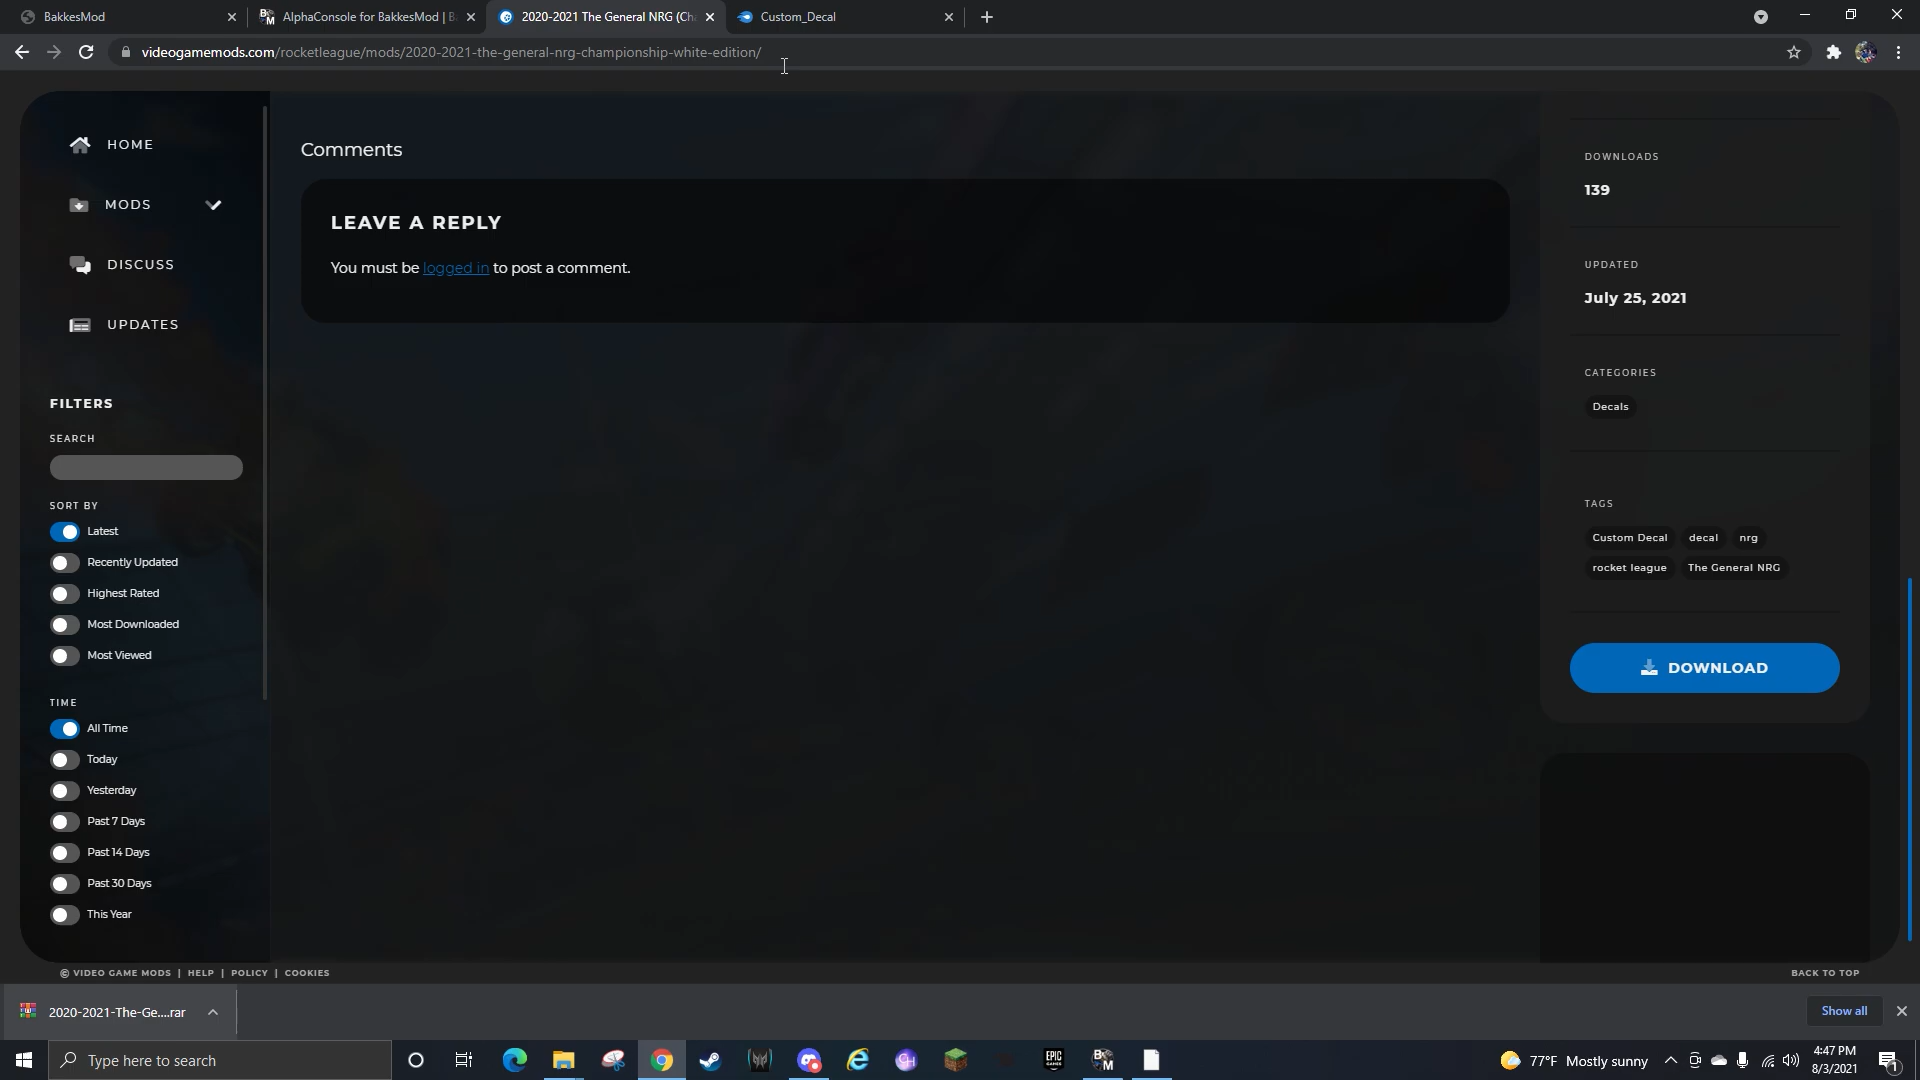 BakkesMod
AlphaConsole for BakkesMod | B
2020-2021 The General NRG (Ch
Custom_Decal
videogamemods.com/rocketleague/mods/2020-2021-the-general-nrg-championship-white-edition/
HOME
MODS
DISCUSS
UPDATES
FILTERS
SEARCH
SORT BY
Latest
Recently Updated
Highest Rated
Most Downloaded
Most Viewed
TIME
All Time
Today
Yesterday
Past 7 Days
Past 14 Days
Past 30 Days
This Year
Comments
LEAVE A REPLY
You must be logged in to post a comment.
DOWNLOADS
139
UPDATED
July 25, 2021
CATEGORIES
Decals
TAGS
Custom Decal decal nrg
rocket league The General NRG
DOWNLOAD
© VIDEO GAME MODS | HELP | POLICY | COOKIES
BACK TO TOP
2020-2021-The-Ge....rar
Show all
Type here to search
EPIC GAMES
77°F Mostly sunny
4:47 PM
8/3/2021
1